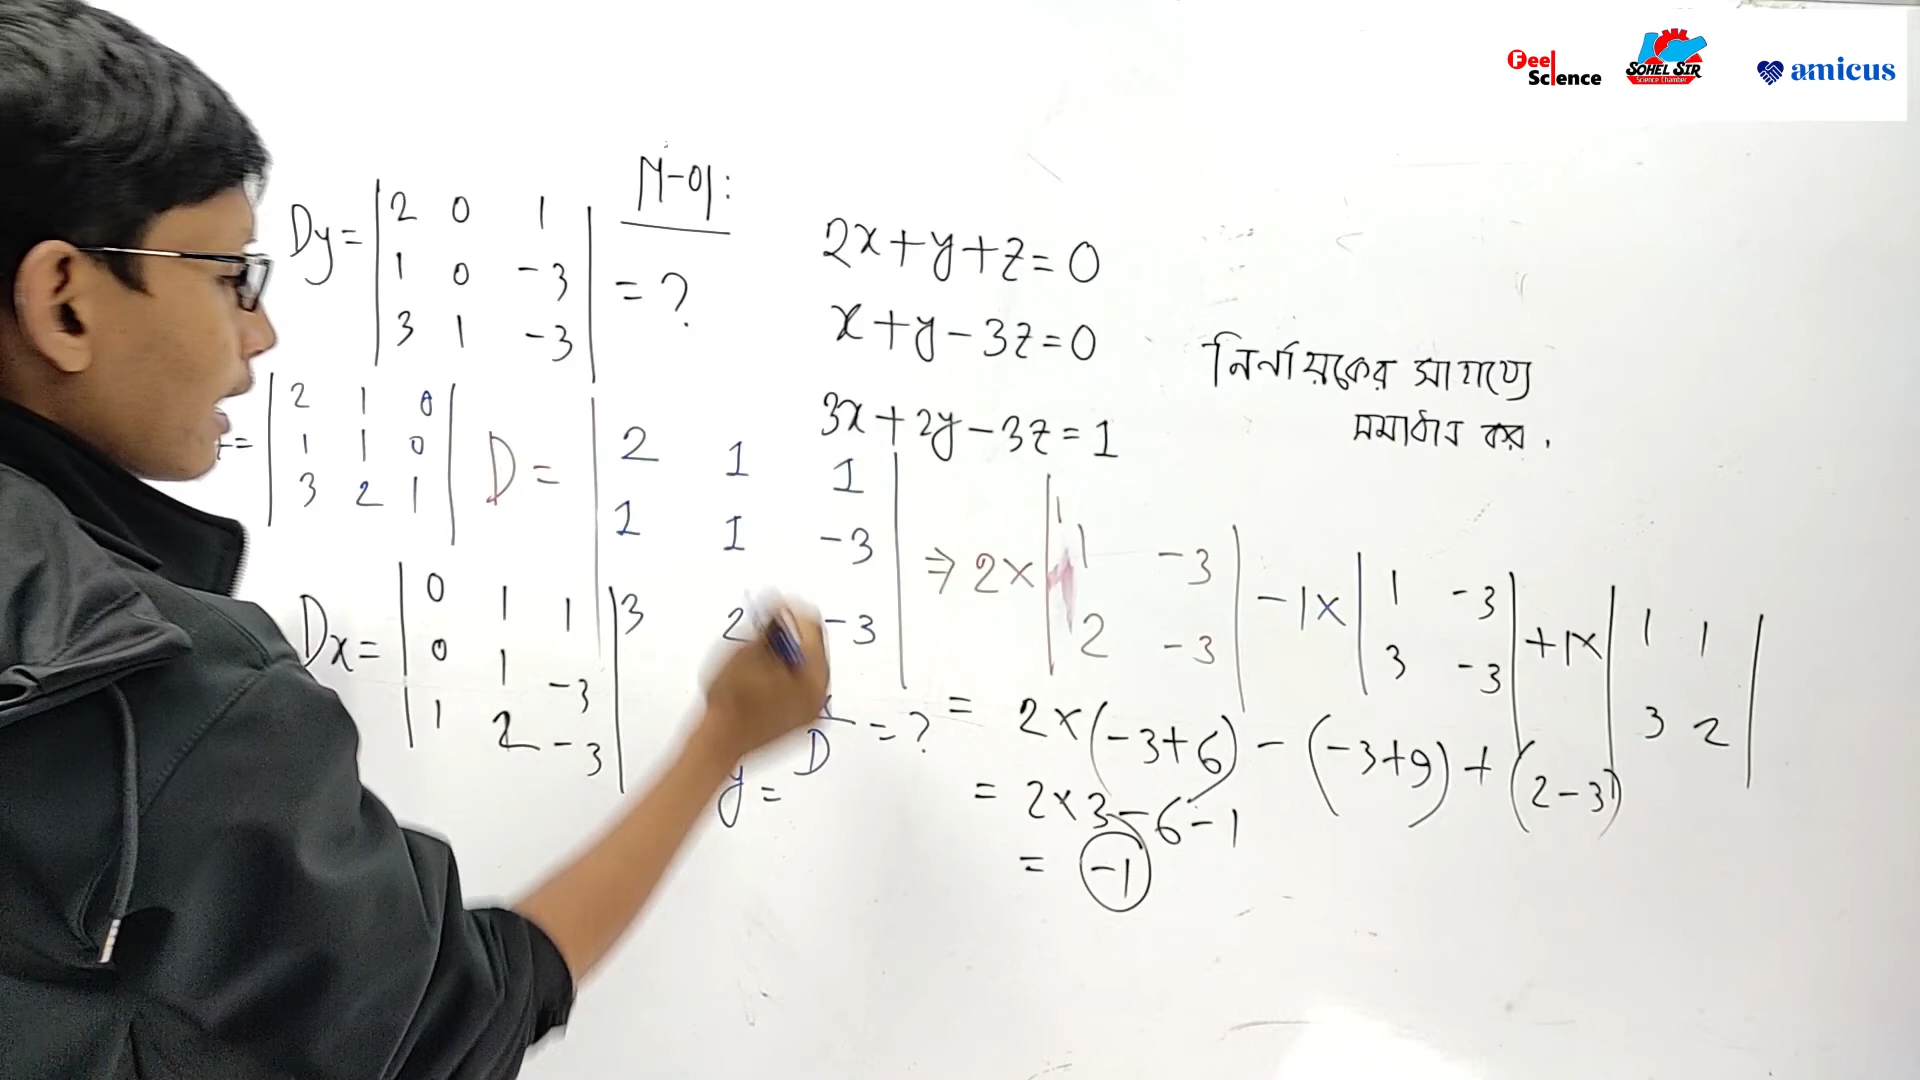 Feel
Science
SOHEL SIR
Science Chamber
amicus
M-01:
2x+y+z=0
x+y-3z=0
3x+2y-3z=1
নির্ণায়কের সাহায্যে
সমাধান কর.
Dy= | 2 0 1 |
| 1 0 -3 | = ?
| 3 1 -3 |
= | 2 1 0 |
| 1 1 0 |
| 3 2 1 |
D = | 2 1 1 |
| 1 1 -3 |
| 3 2 -3 |
⇒ 2× | 1 -3 | -1× | 1 -3 | +1× | 1 1 |
| 2 -3 | | 3 -3 | | 3 2 |
Dx= | 0 1 1 |
| 0 1 -3 |
| 1 2 -3 |
D = ?
y =
= 2×(-3+6) - (-3+9) + (2-3)
= 2×3-6-1
= -1